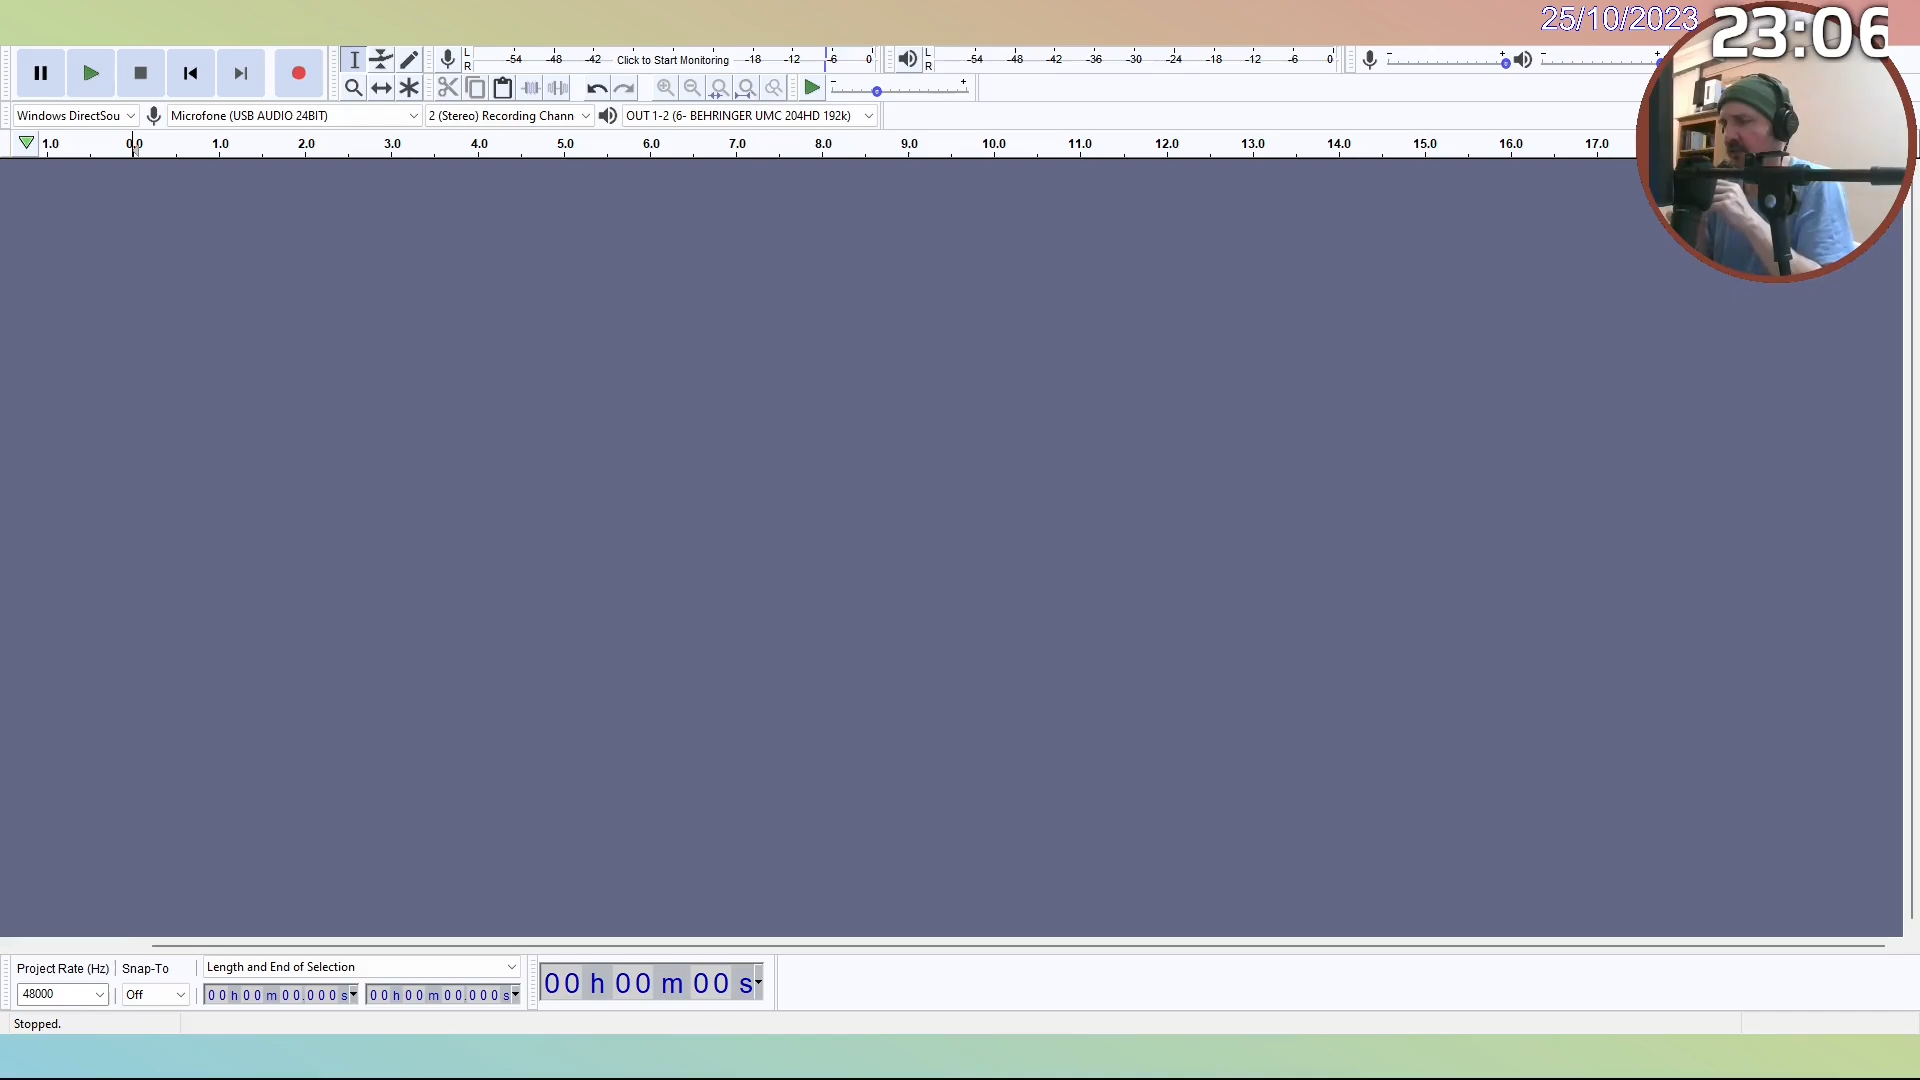 25/10/2023
23:06
L
R
-54 -48 -42 Click to Start Monitoring -18 -12 -6 0
L
R
-54 -48 -42 -36 -30 -24 -18 -12 -6 0
- +
- +
- +
Windows DirectSou
Microfone (USB AUDIO 24BIT)
2 (Stereo) Recording Chann
OUT 1-2 (6- BEHRINGER UMC 204HD 192k)
1.0 0.0 1.0 2.0 3.0 4.0 5.0 6.0 7.0 8.0 9.0 10.0 11.0 12.0 13.0 14.0 15.0 16.0 17.0
Project Rate (Hz)
Snap-To
Length and End of Selection
48000
Off
00 h 00 m 00.000 s
00 h 00 m 00.000 s
00 h 00 m 00 s
Stopped.